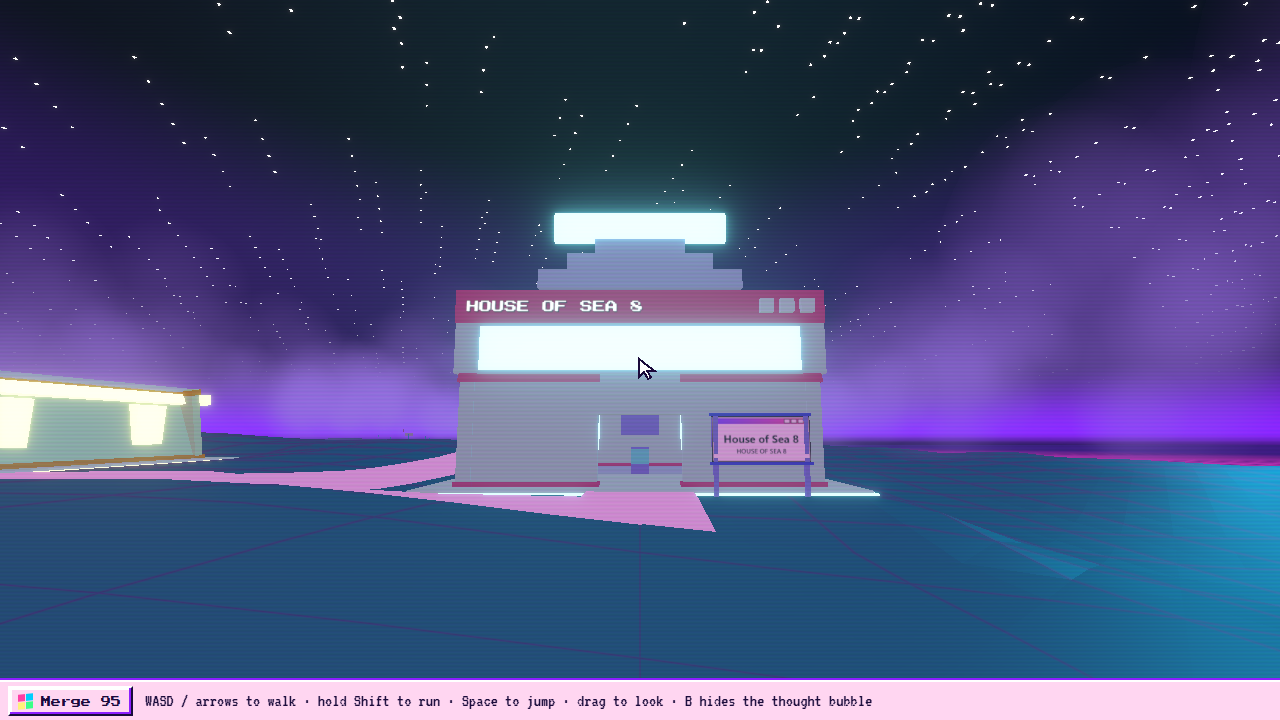 HOUSE OF SEA 8
House of Sea 8
HOUSE OF SEA 8
Merge 95
WASD / arrows to walk · hold Shift to run · Space to jump · drag to look · B hides the thought bubble